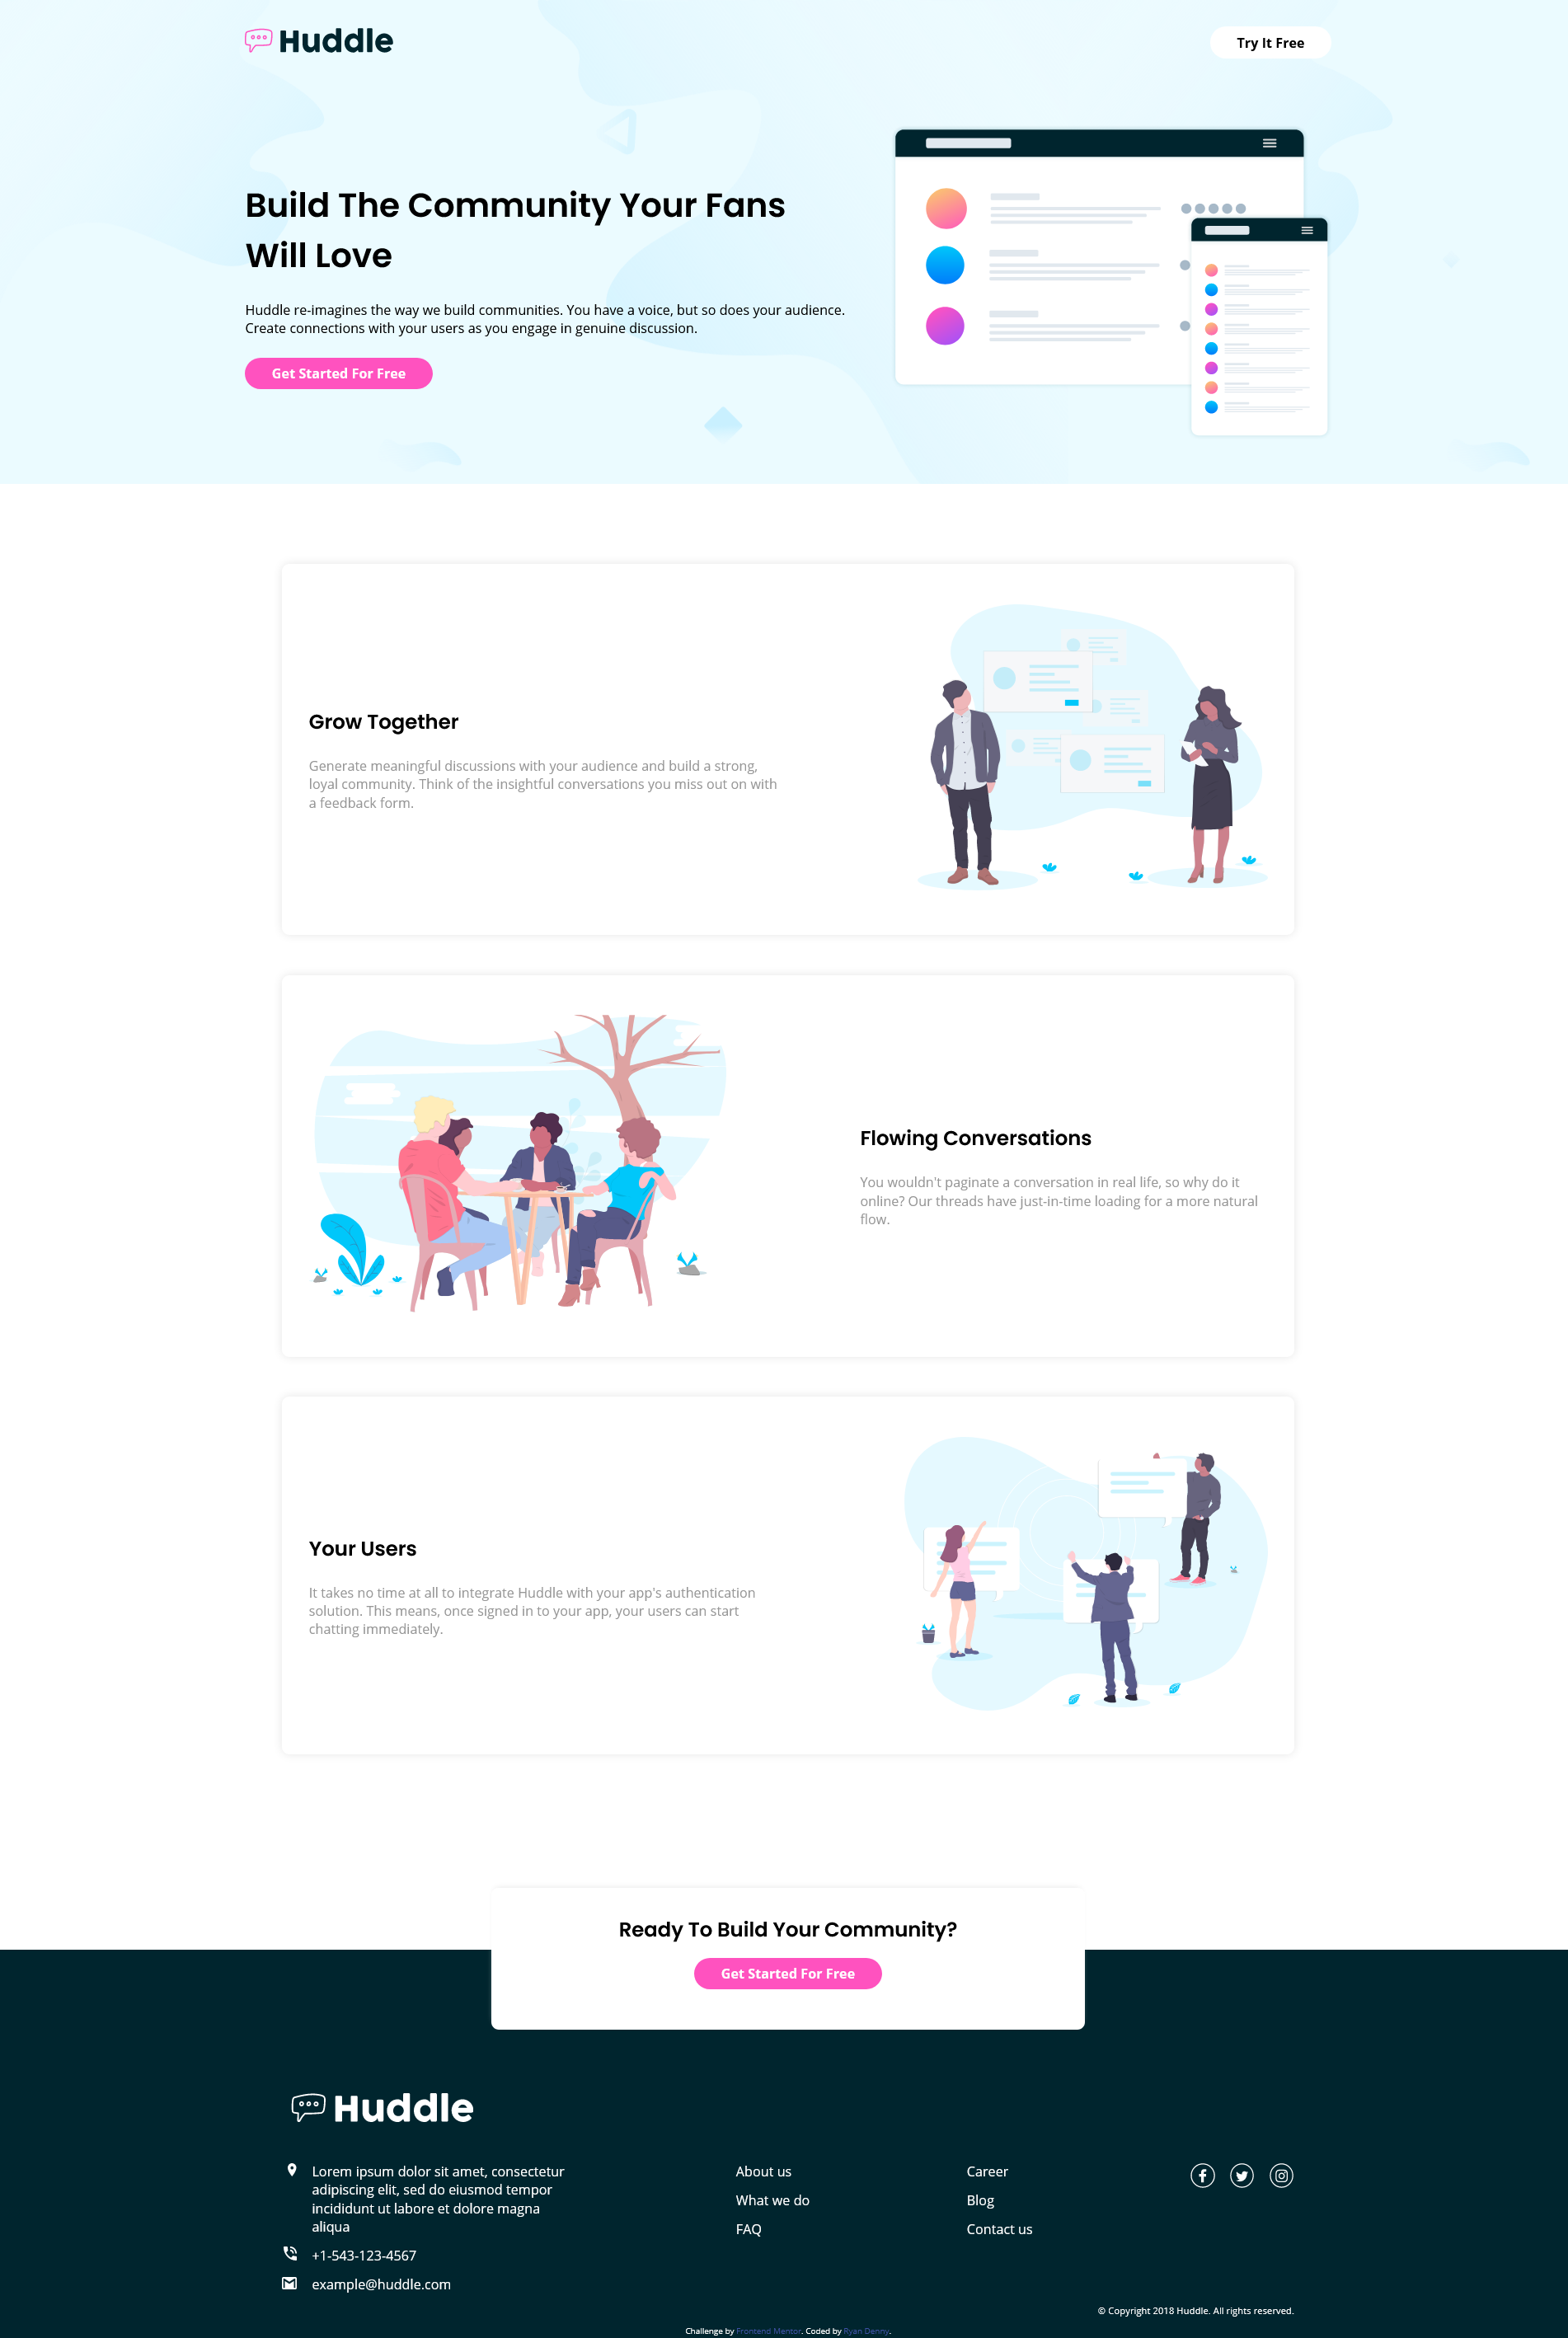 Huddle
Try It Free
Build The Community Your Fans
Will Love
Huddle re-imagines the way we build communities. You have a voice, but so does your audience.
Create connections with your users as you engage in genuine discussion.
Get Started For Free
Grow Together
Generate meaningful discussions with your audience and build a strong,
loyal community. Think of the insightful conversations you miss out on with
a feedback form.
Flowing Conversations
You wouldn't paginate a conversation in real life, so why do it
online? Our threads have just-in-time loading for a more natural
flow.
Your Users
It takes no time at all to integrate Huddle with your app's authentication
solution. This means, once signed in to your app, your users can start
chatting immediately.
Ready To Build Your Community?
Get Started For Free
Huddle
Lorem ipsum dolor sit amet, consectetur
adipiscing elit, sed do eiusmod tempor
incididunt ut labore et dolore magna
aliqua
+1-543-123-4567
example@huddle.com
About us
What we do
FAQ
Career
Blog
Contact us
© Copyright 2018 Huddle. All rights reserved.
Challenge by Frontend Mentor. Coded by Ryan Denny.